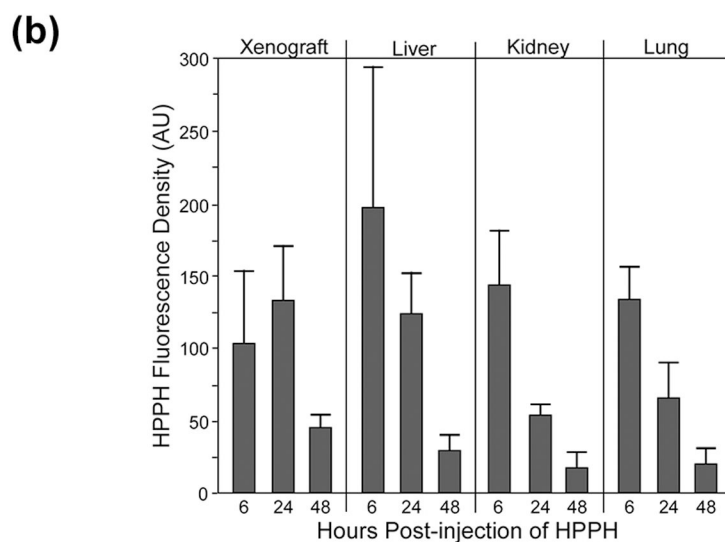 (b)
Xenograft Liver Kidney Lung
300
250
200
150
100
50
0
HPPH Fluorescence Density (AU)
6 24 48 6 24 48 6 24 48 6 24 48
Hours Post-injection of HPPH